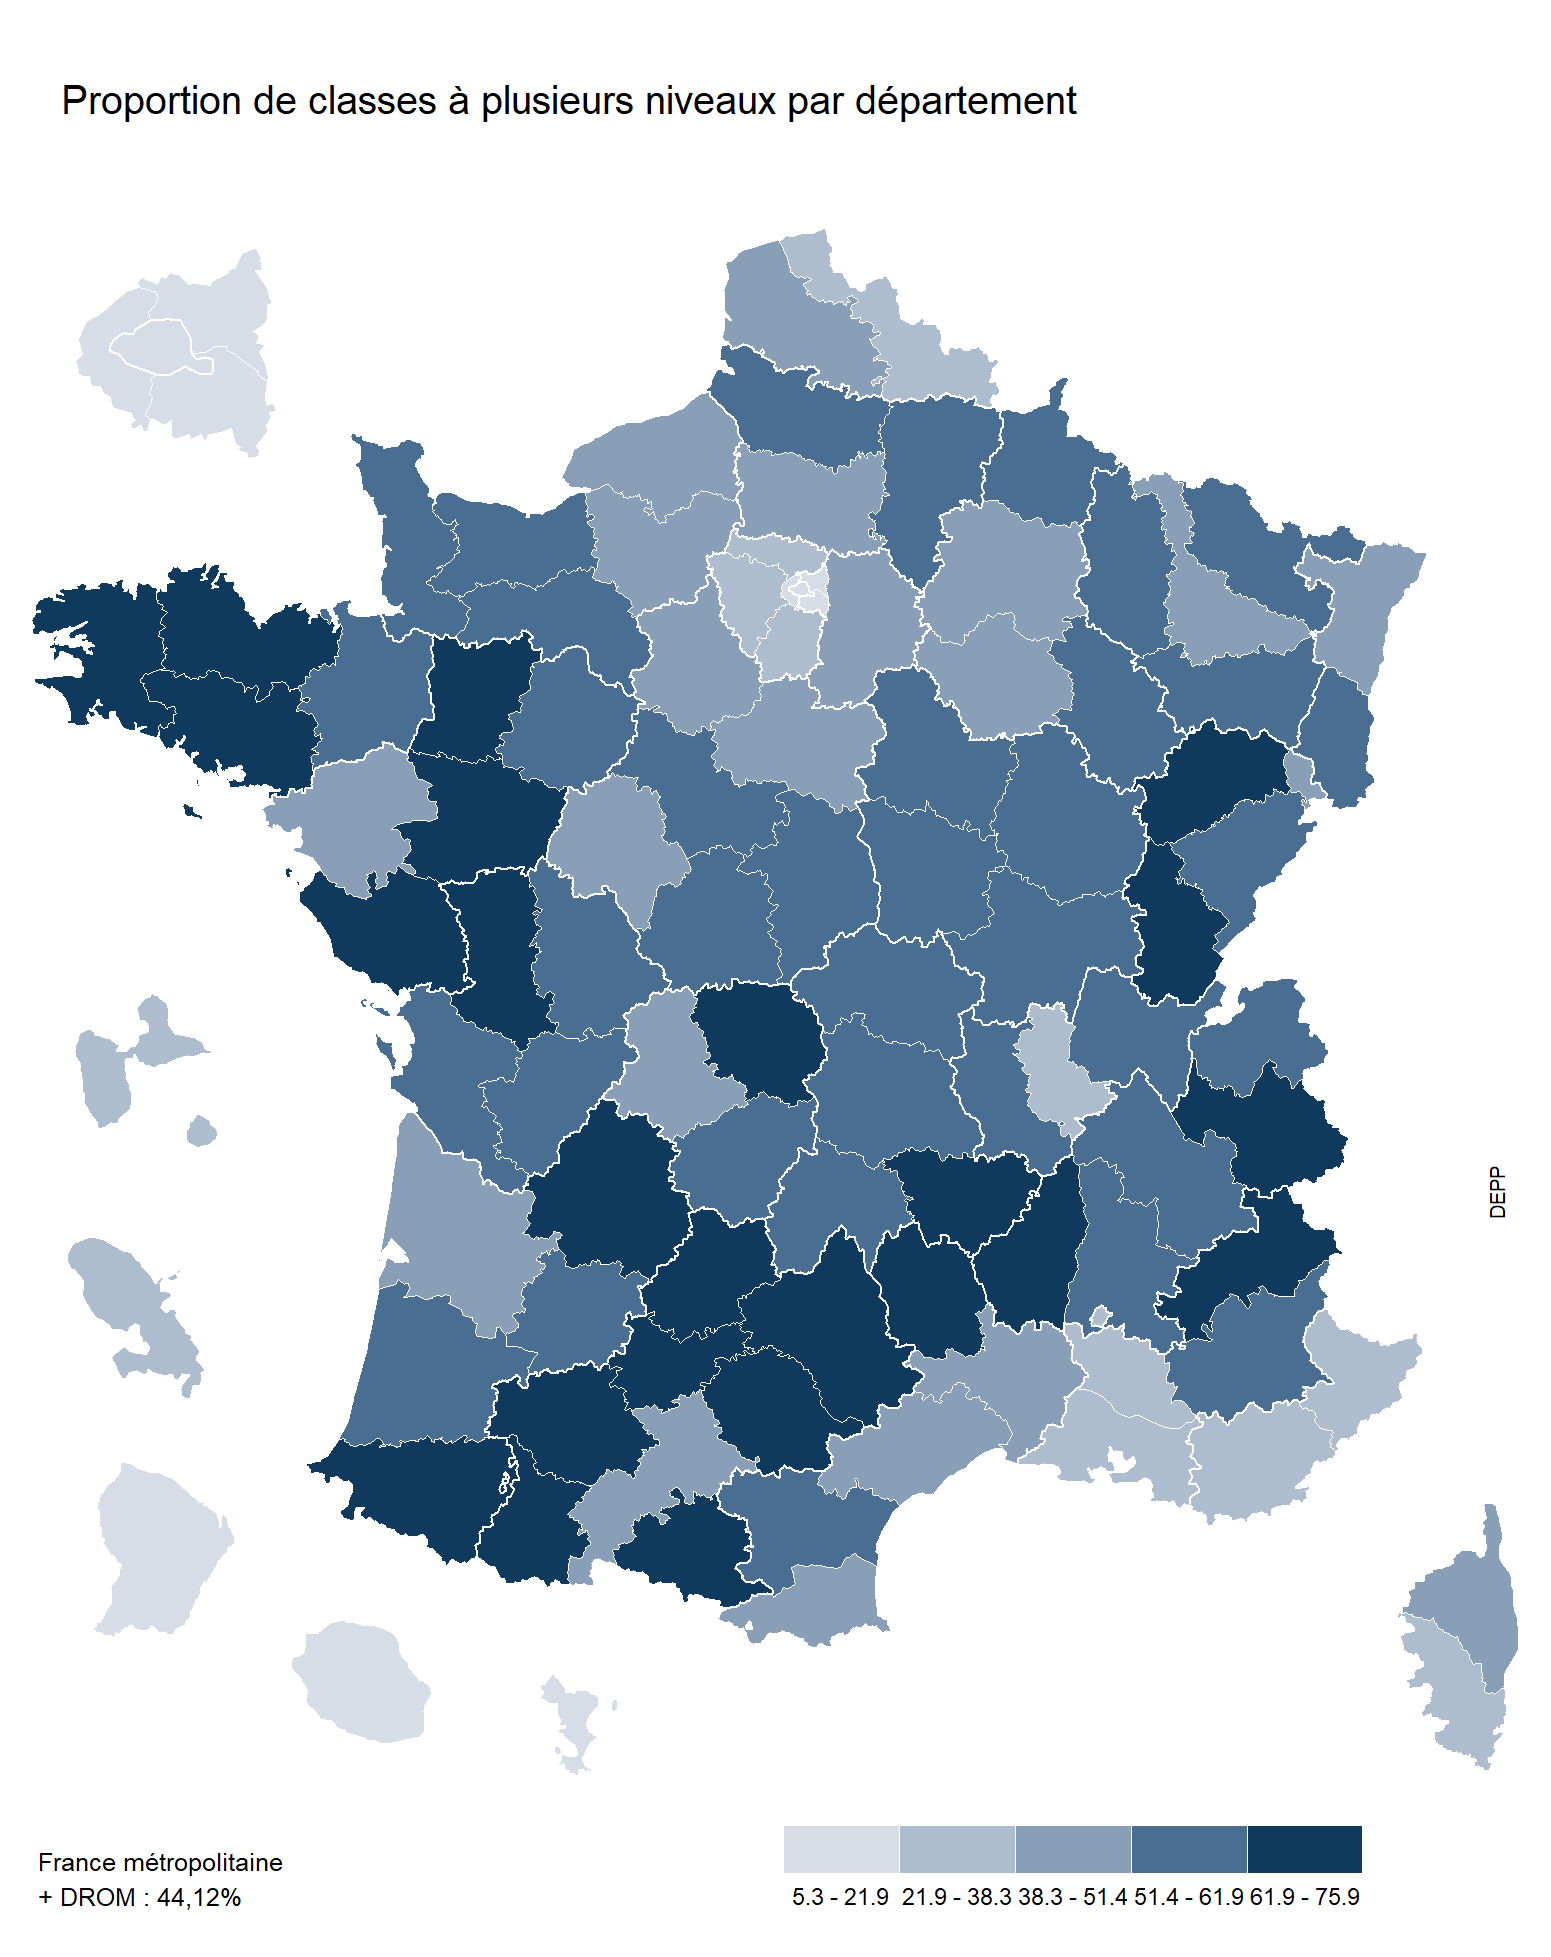 Proportion de classes à plusieurs niveaux par département
DEPP
France métropolitaine
+ DROM : 44,12%
5.3 - 21.9 21.9 - 38.3 38.3 - 51.4 51.4 - 61.9 61.9 - 75.9